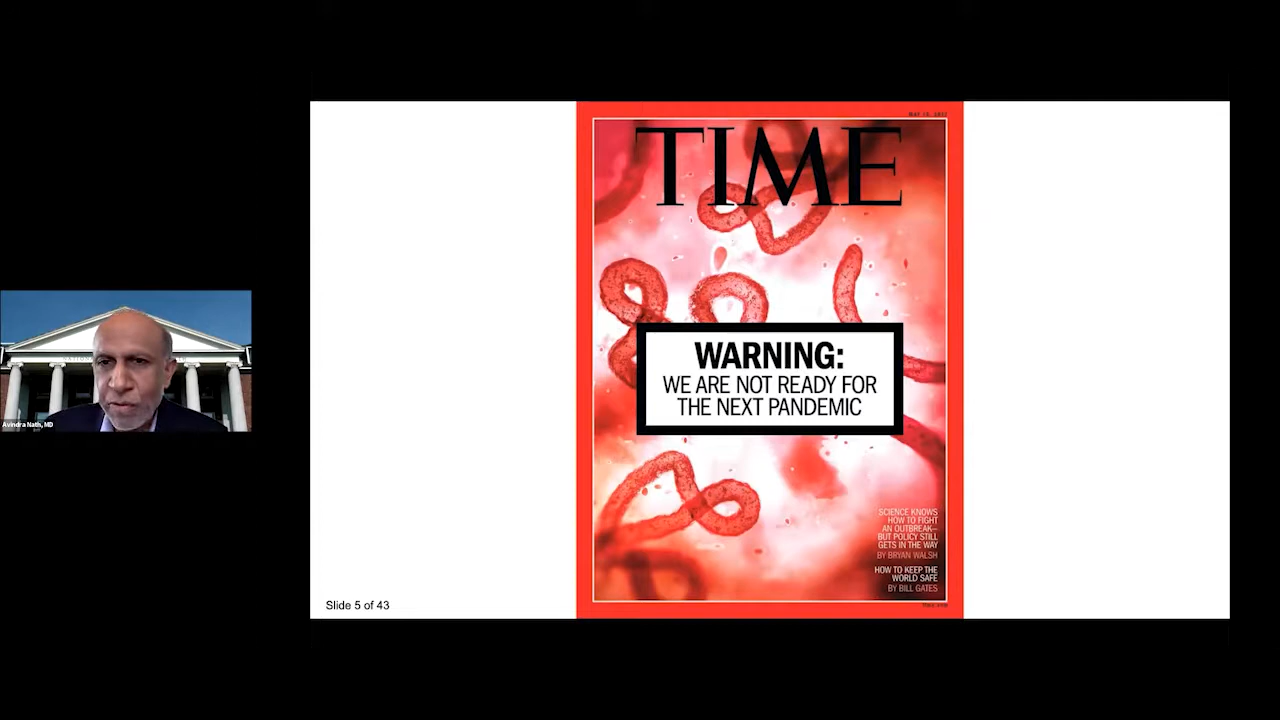 TIME
WARNING:
WE ARE NOT READY FOR
THE NEXT PANDEMIC
SCIENCE KNOWS
HOW TO FIGHT
AN OUTBREAK—
BUT POLICY STILL
GETS IN THE WAY
BY BRYAN WALSH
HOW TO KEEP THE
WORLD SAFE
BY BILL GATES
Avindra Nath, MD
Slide 5 of 43